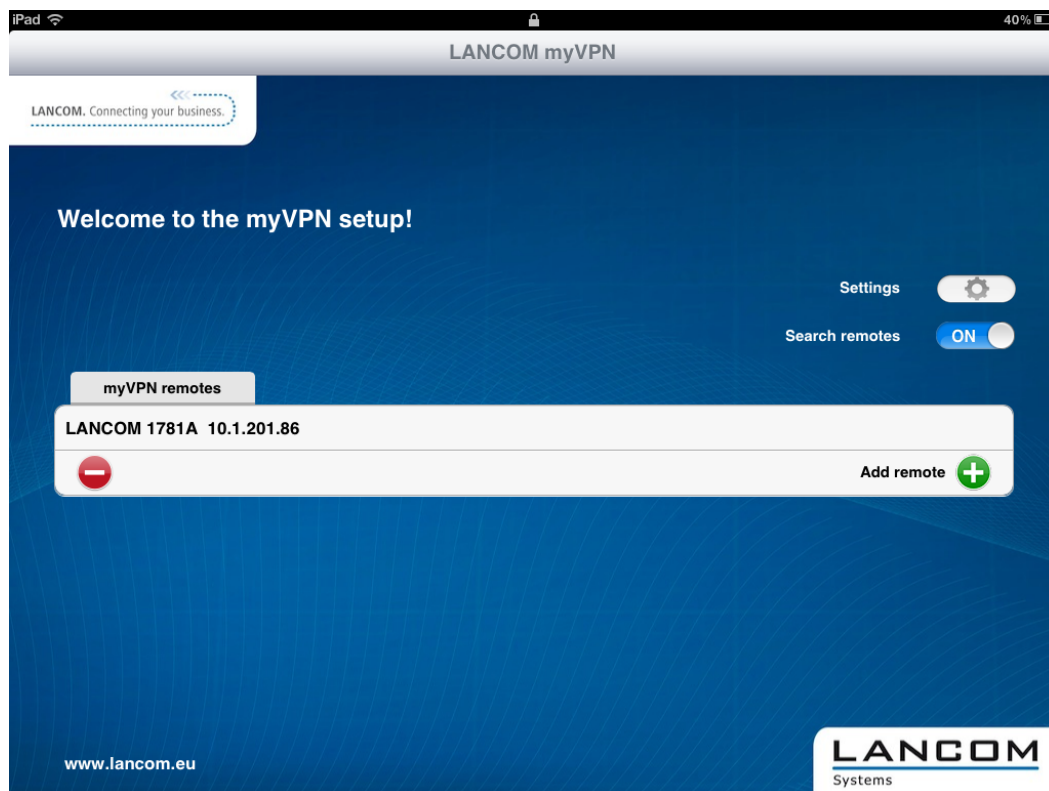 iPad 40%
LANCOM myVPN
LANCOM. Connecting your business.
Welcome to the myVPN setup!
Settings
Search remotes ON
myVPN remotes
LANCOM 1781A 10.1.201.86
Add remote
www.lancom.eu
LANCOM
Systems